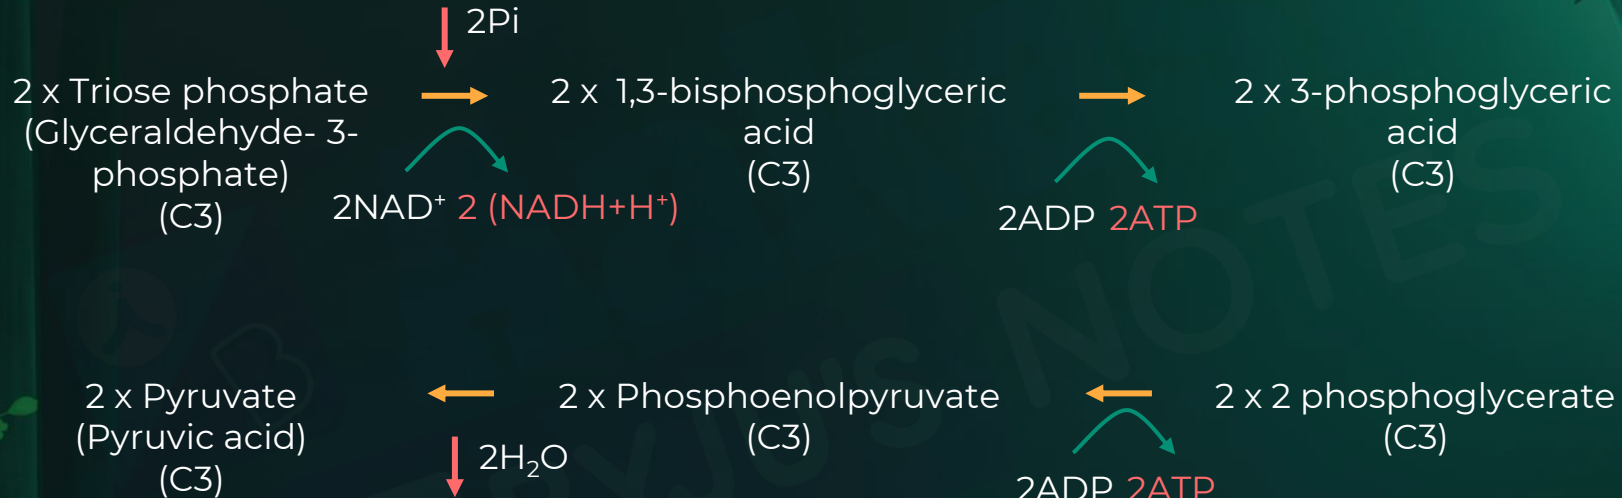 2Pi
2 x Triose phosphate
(Glyceraldehyde- 3-
phosphate)
(C3)
2NAD⁺ 2 (NADH+H⁺)
2 x 1,3-bisphosphoglyceric
acid
(C3)
2ADP 2ATP
2 x 3-phosphoglyceric
acid
(C3)
2 x Pyruvate
(Pyruvic acid)
(C3)
2H₂O
2 x Phosphoenolpyruvate
(C3)
2ADP 2ATP
2 x 2 phosphoglycerate
(C3)
BYJU'S NOTES